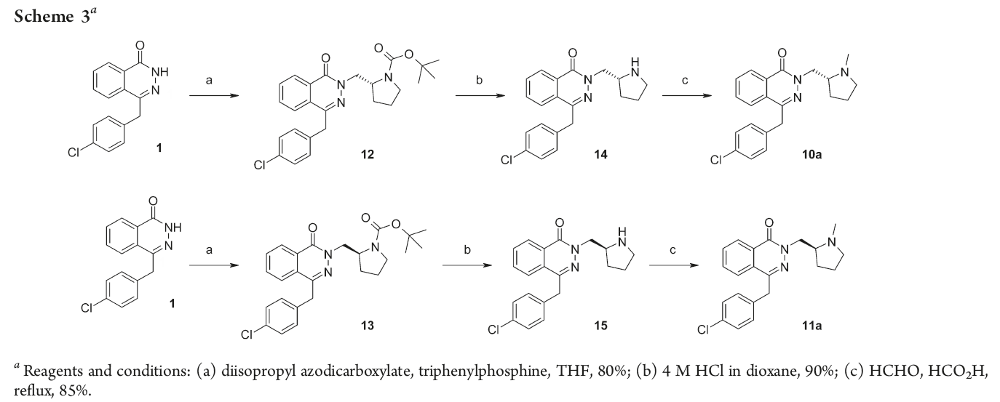 Scheme 3a
O
NH
N
Cl
1
a
O
N
N
O
O
N
Cl
12
b
O
N
N
H
N
Cl
14
c
O
N
N
N
Cl
10a
O
NH
N
Cl
1
a
O
N
N
O
O
N
Cl
13
b
O
N
N
H
N
Cl
15
c
O
N
N
N
Cl
11a
a Reagents and conditions: (a) diisopropyl azodicarboxylate, triphenylphosphine, THF, 80%; (b) 4 M HCl in dioxane, 90%; (c) HCHO, HCO2H,
reflux, 85%.